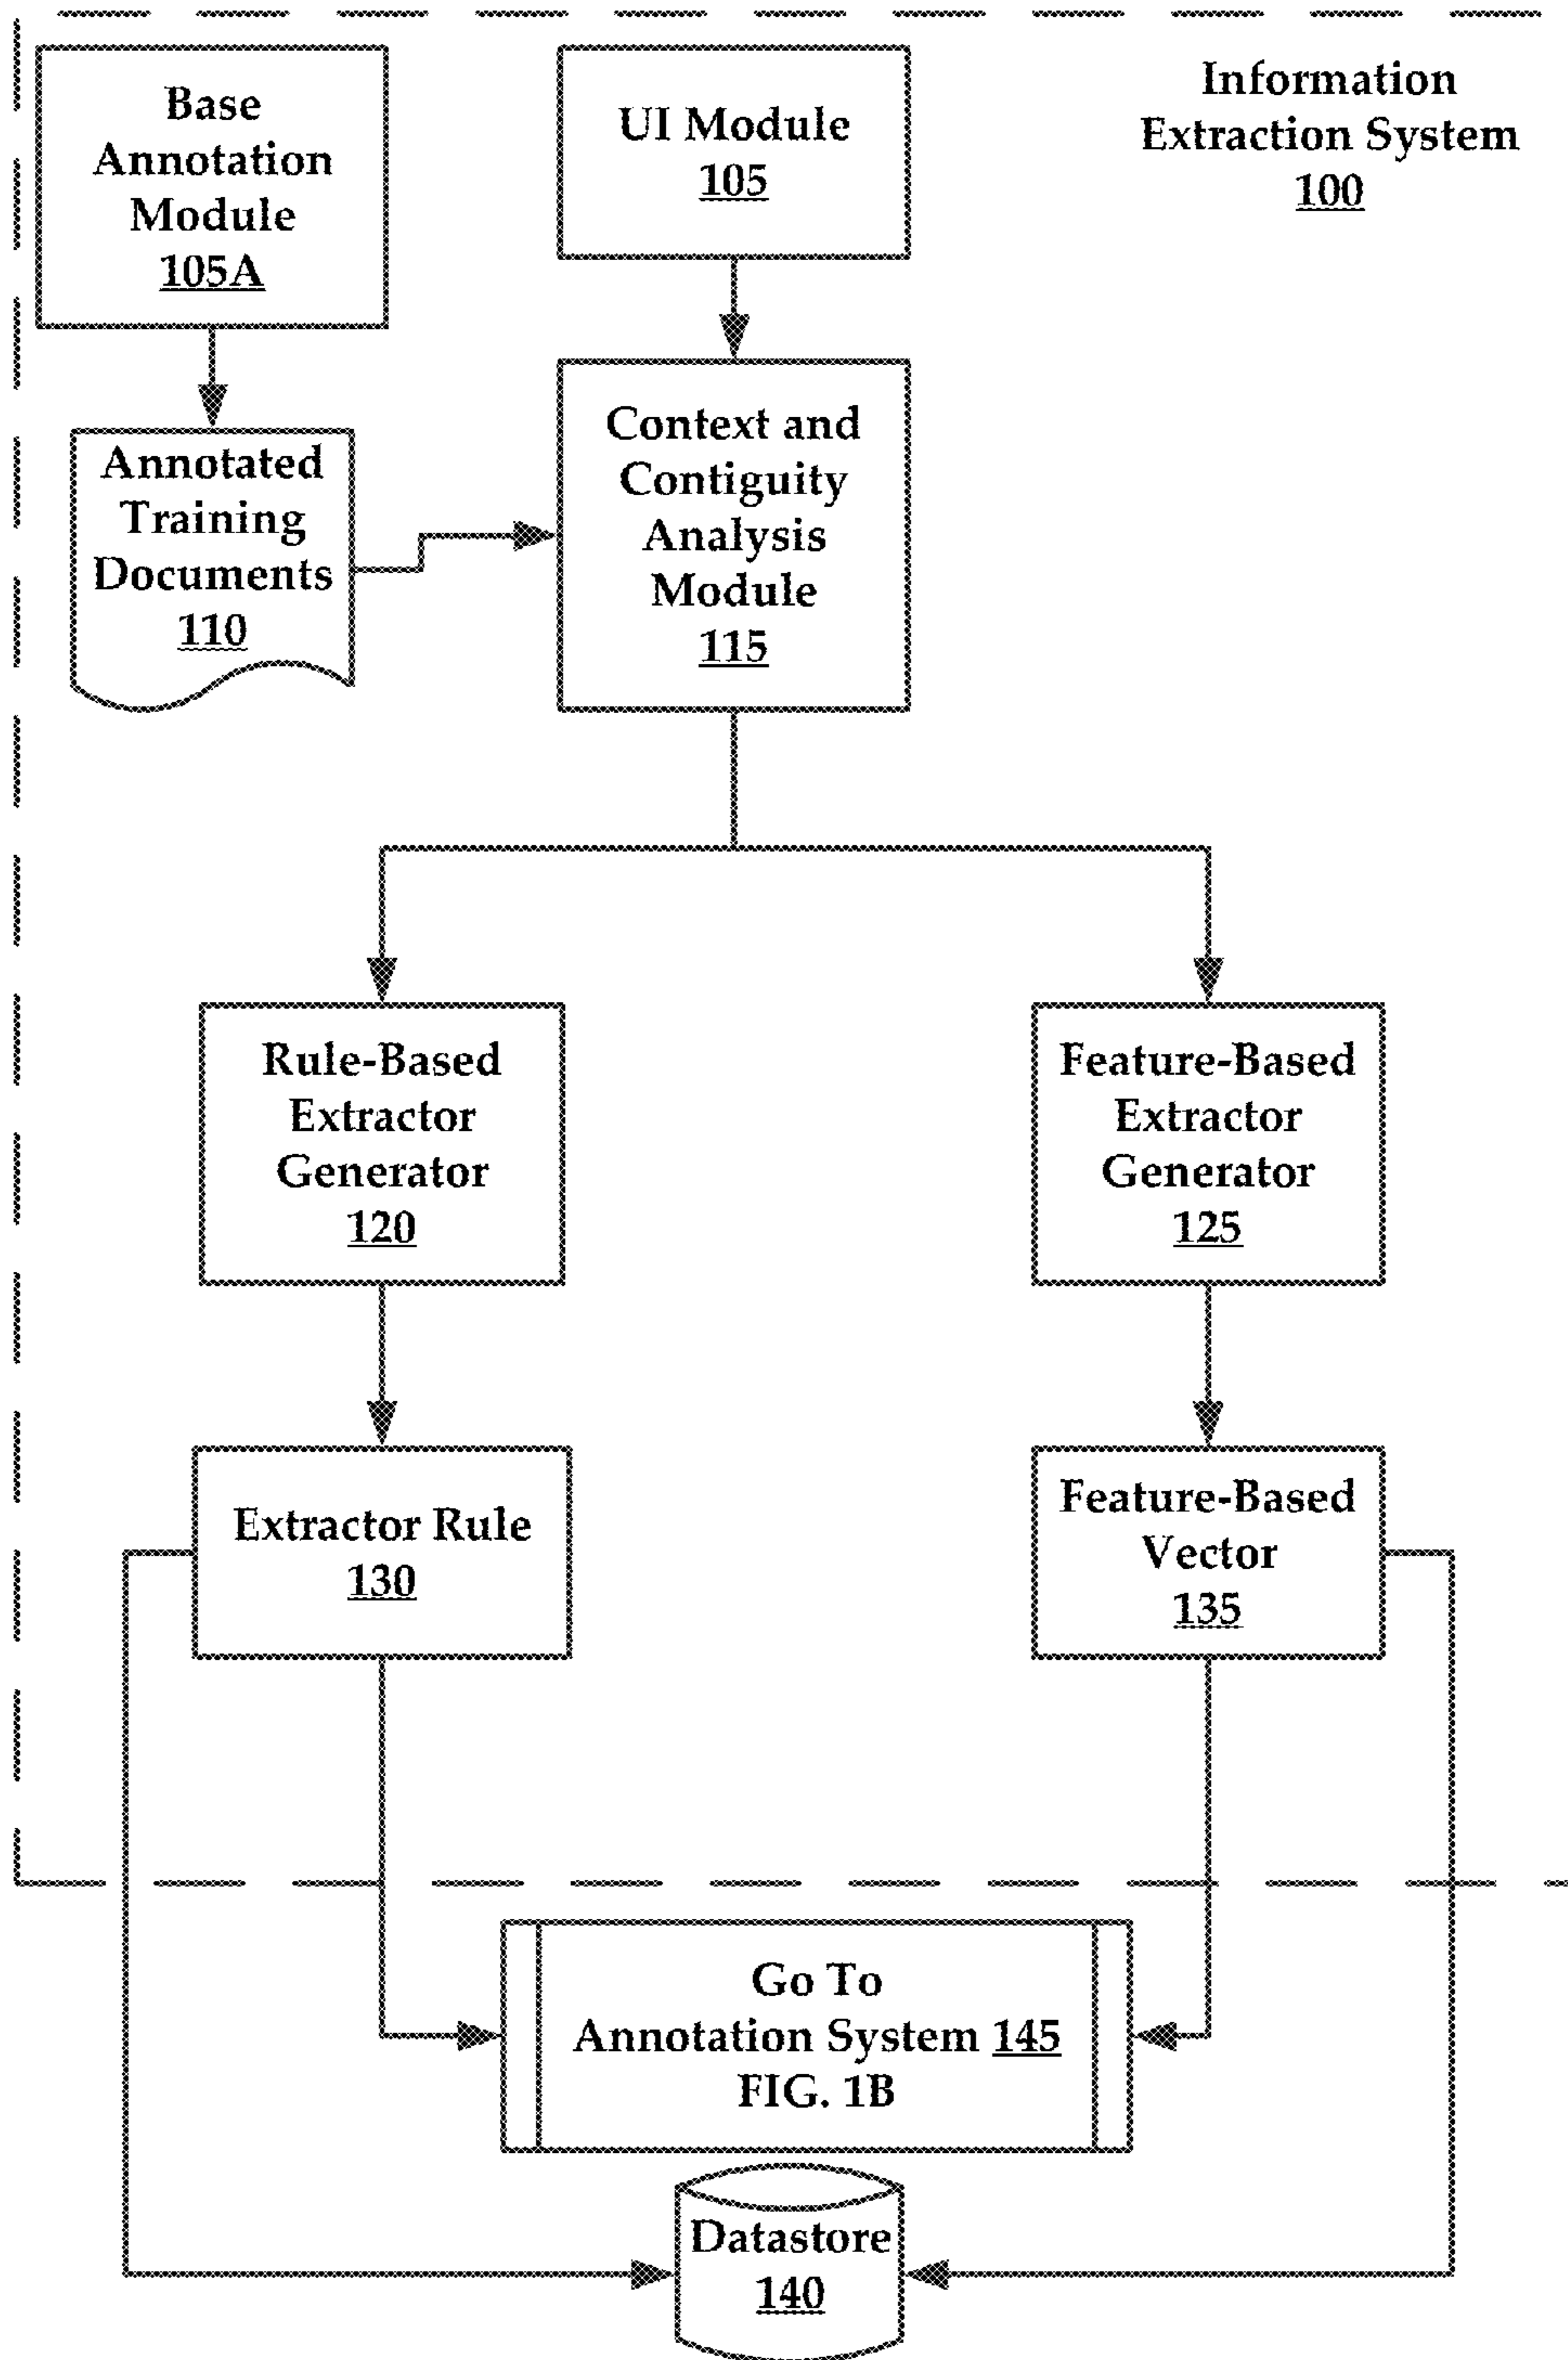 Base
Annotation
Module
105A
UI Module
105
Information
Extraction System
100
Annotated
Training
Documents
110
Context and
Contiguity
Analysis
Module
115
Rule-Based
Extractor
Generator
120
Feature-Based
Extractor
Generator
125
Extractor Rule
130
Feature-Based
Vector
135
Go To
Annotation System 145
FIG. 1B
Datastore
140